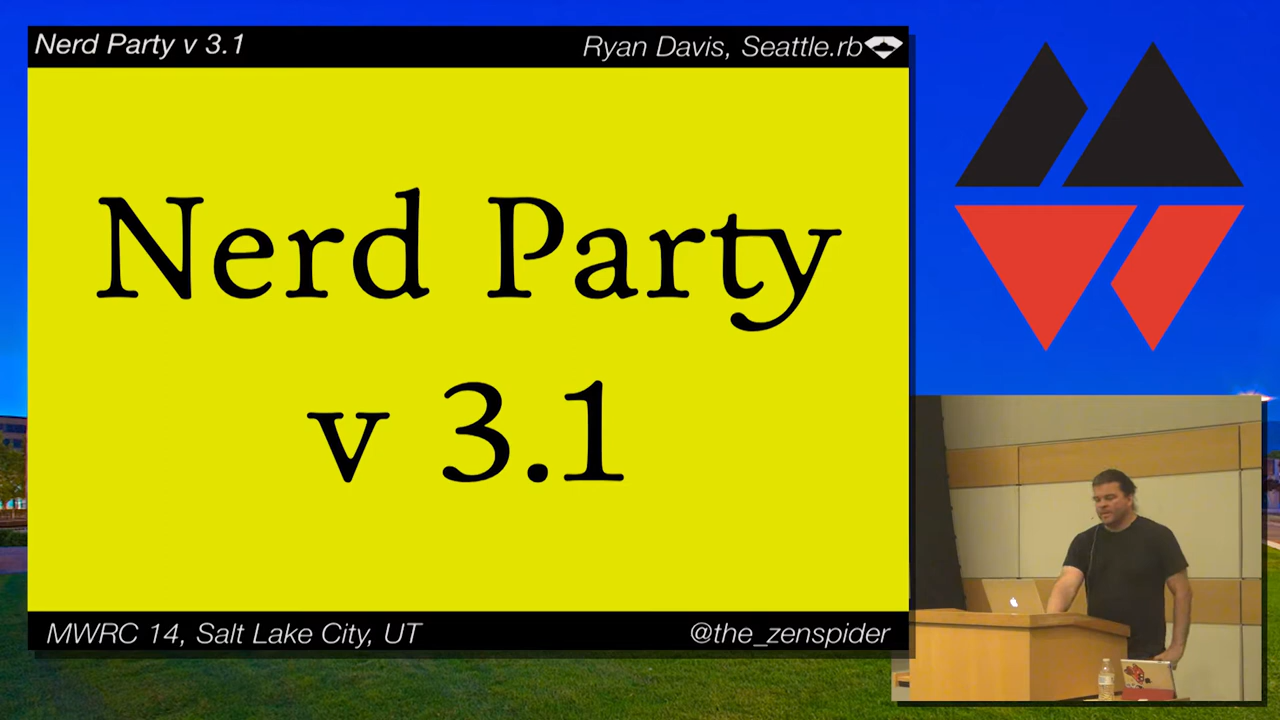 Nerd Party v 3.1
Ryan Davis, Seattle.rb
Nerd Party
v 3.1
MWRC 14, Salt Lake City, UT
@the_zenspider